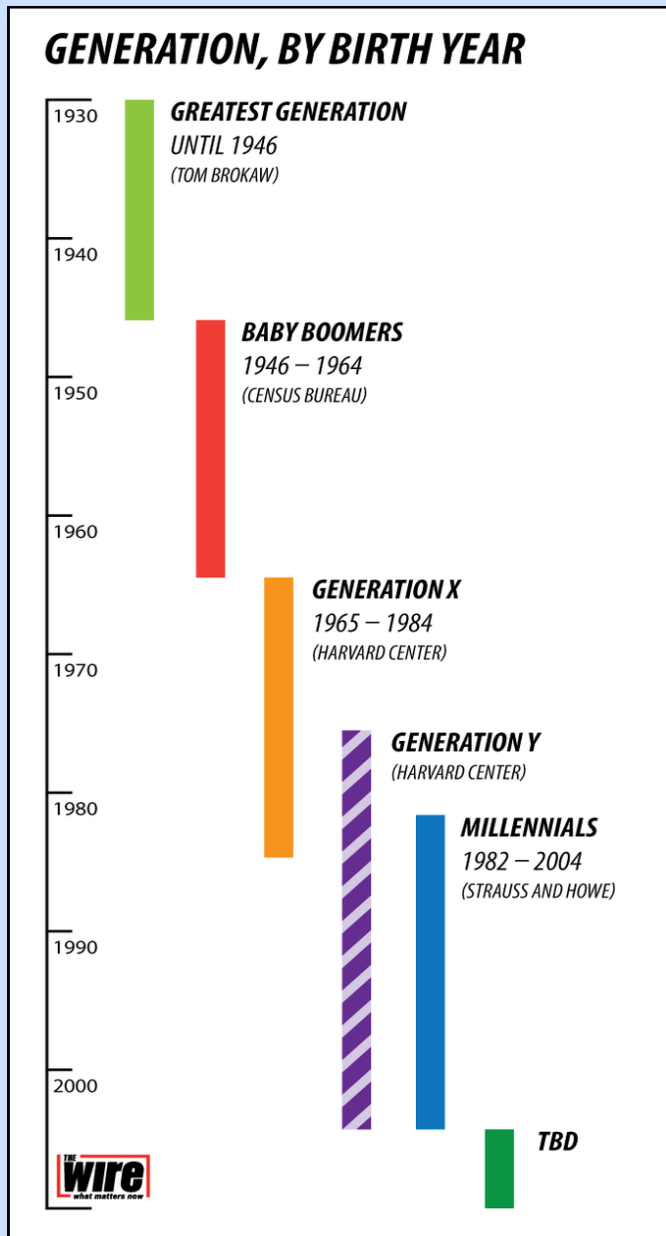 GENERATION, BY BIRTH YEAR
1930
GREATEST GENERATION
UNTIL 1946
(TOM BROKAW)
1940
BABY BOOMERS
1946 – 1964
(CENSUS BUREAU)
1950
1960
GENERATION X
1965 – 1984
(HARVARD CENTER)
1970
GENERATION Y
(HARVARD CENTER)
1980
MILLENNIALS
1982 – 2004
(STRAUSS AND HOWE)
1990
2000
TBD
THE
wire
what matters now